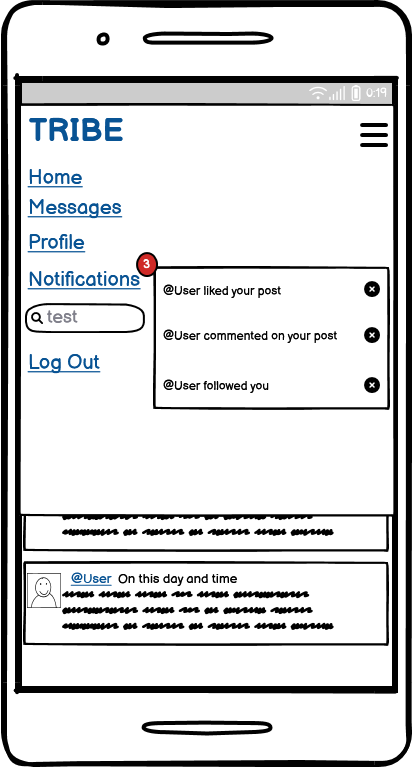 0:19
TRIBE
Home
Messages
Profile
Notifications
3
@User liked your post
@User commented on your post
@User followed you
test
Log Out
@User On this day and time